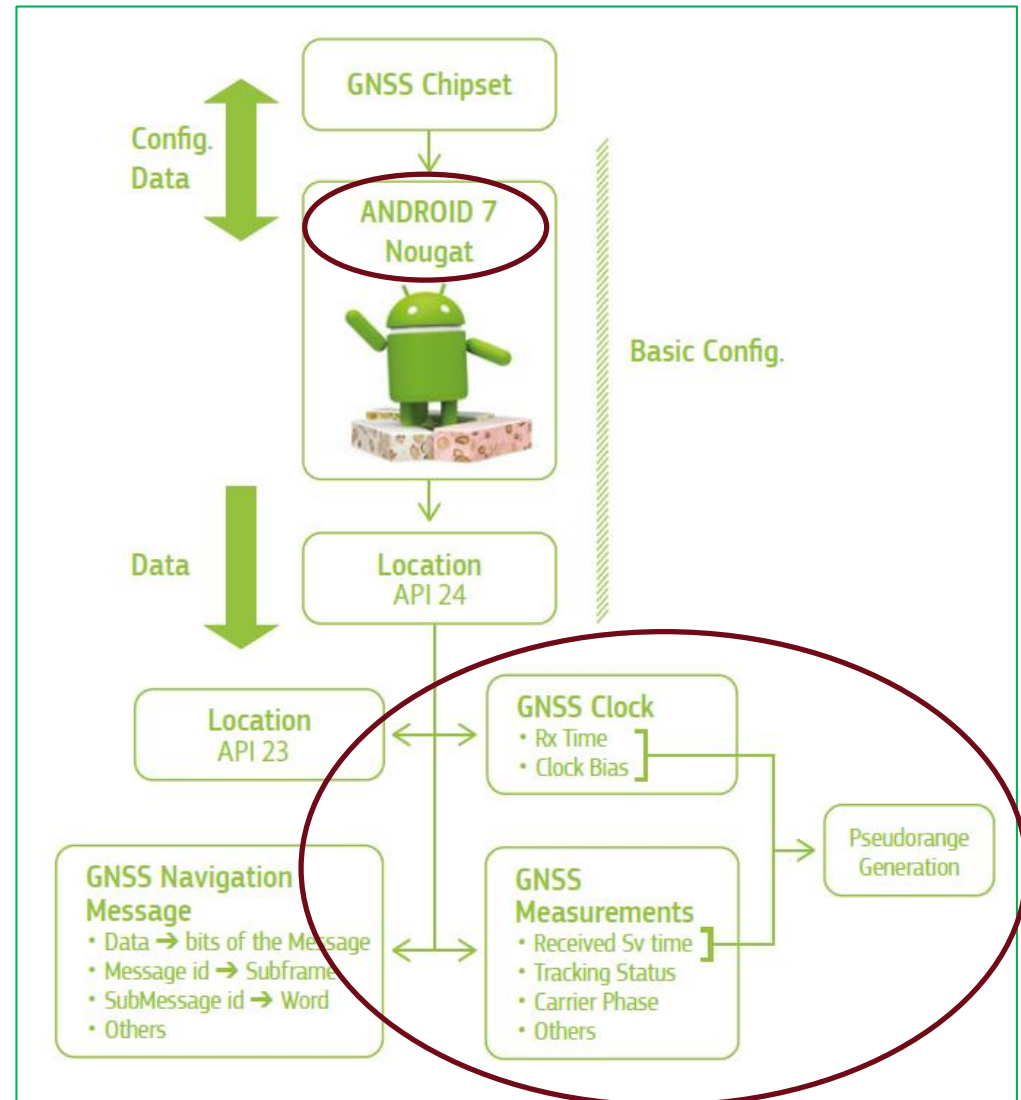 GNSS Chipset
Config.
Data
ANDROID 7
Nougat
Basic Config.
Data
Location
API 24
Location
API 23
GNSS Clock
• Rx Time
• Clock Bias
Pseudorange
Generation
GNSS Navigation
Message
• Data ➔ bits of the Message
• Message id ➔ Subframe
• SubMessage id ➔ Word
• Others
GNSS
Measurements
• Received Sv time
• Tracking Status
• Carrier Phase
• Others